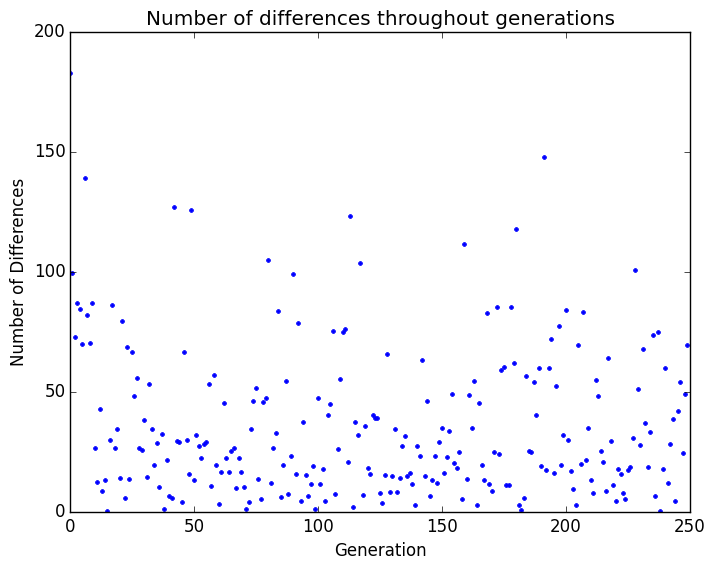 Number of differences throughout generations
200
150
100
50
0
Number of Differences
0 50 100 150 200 250
Generation